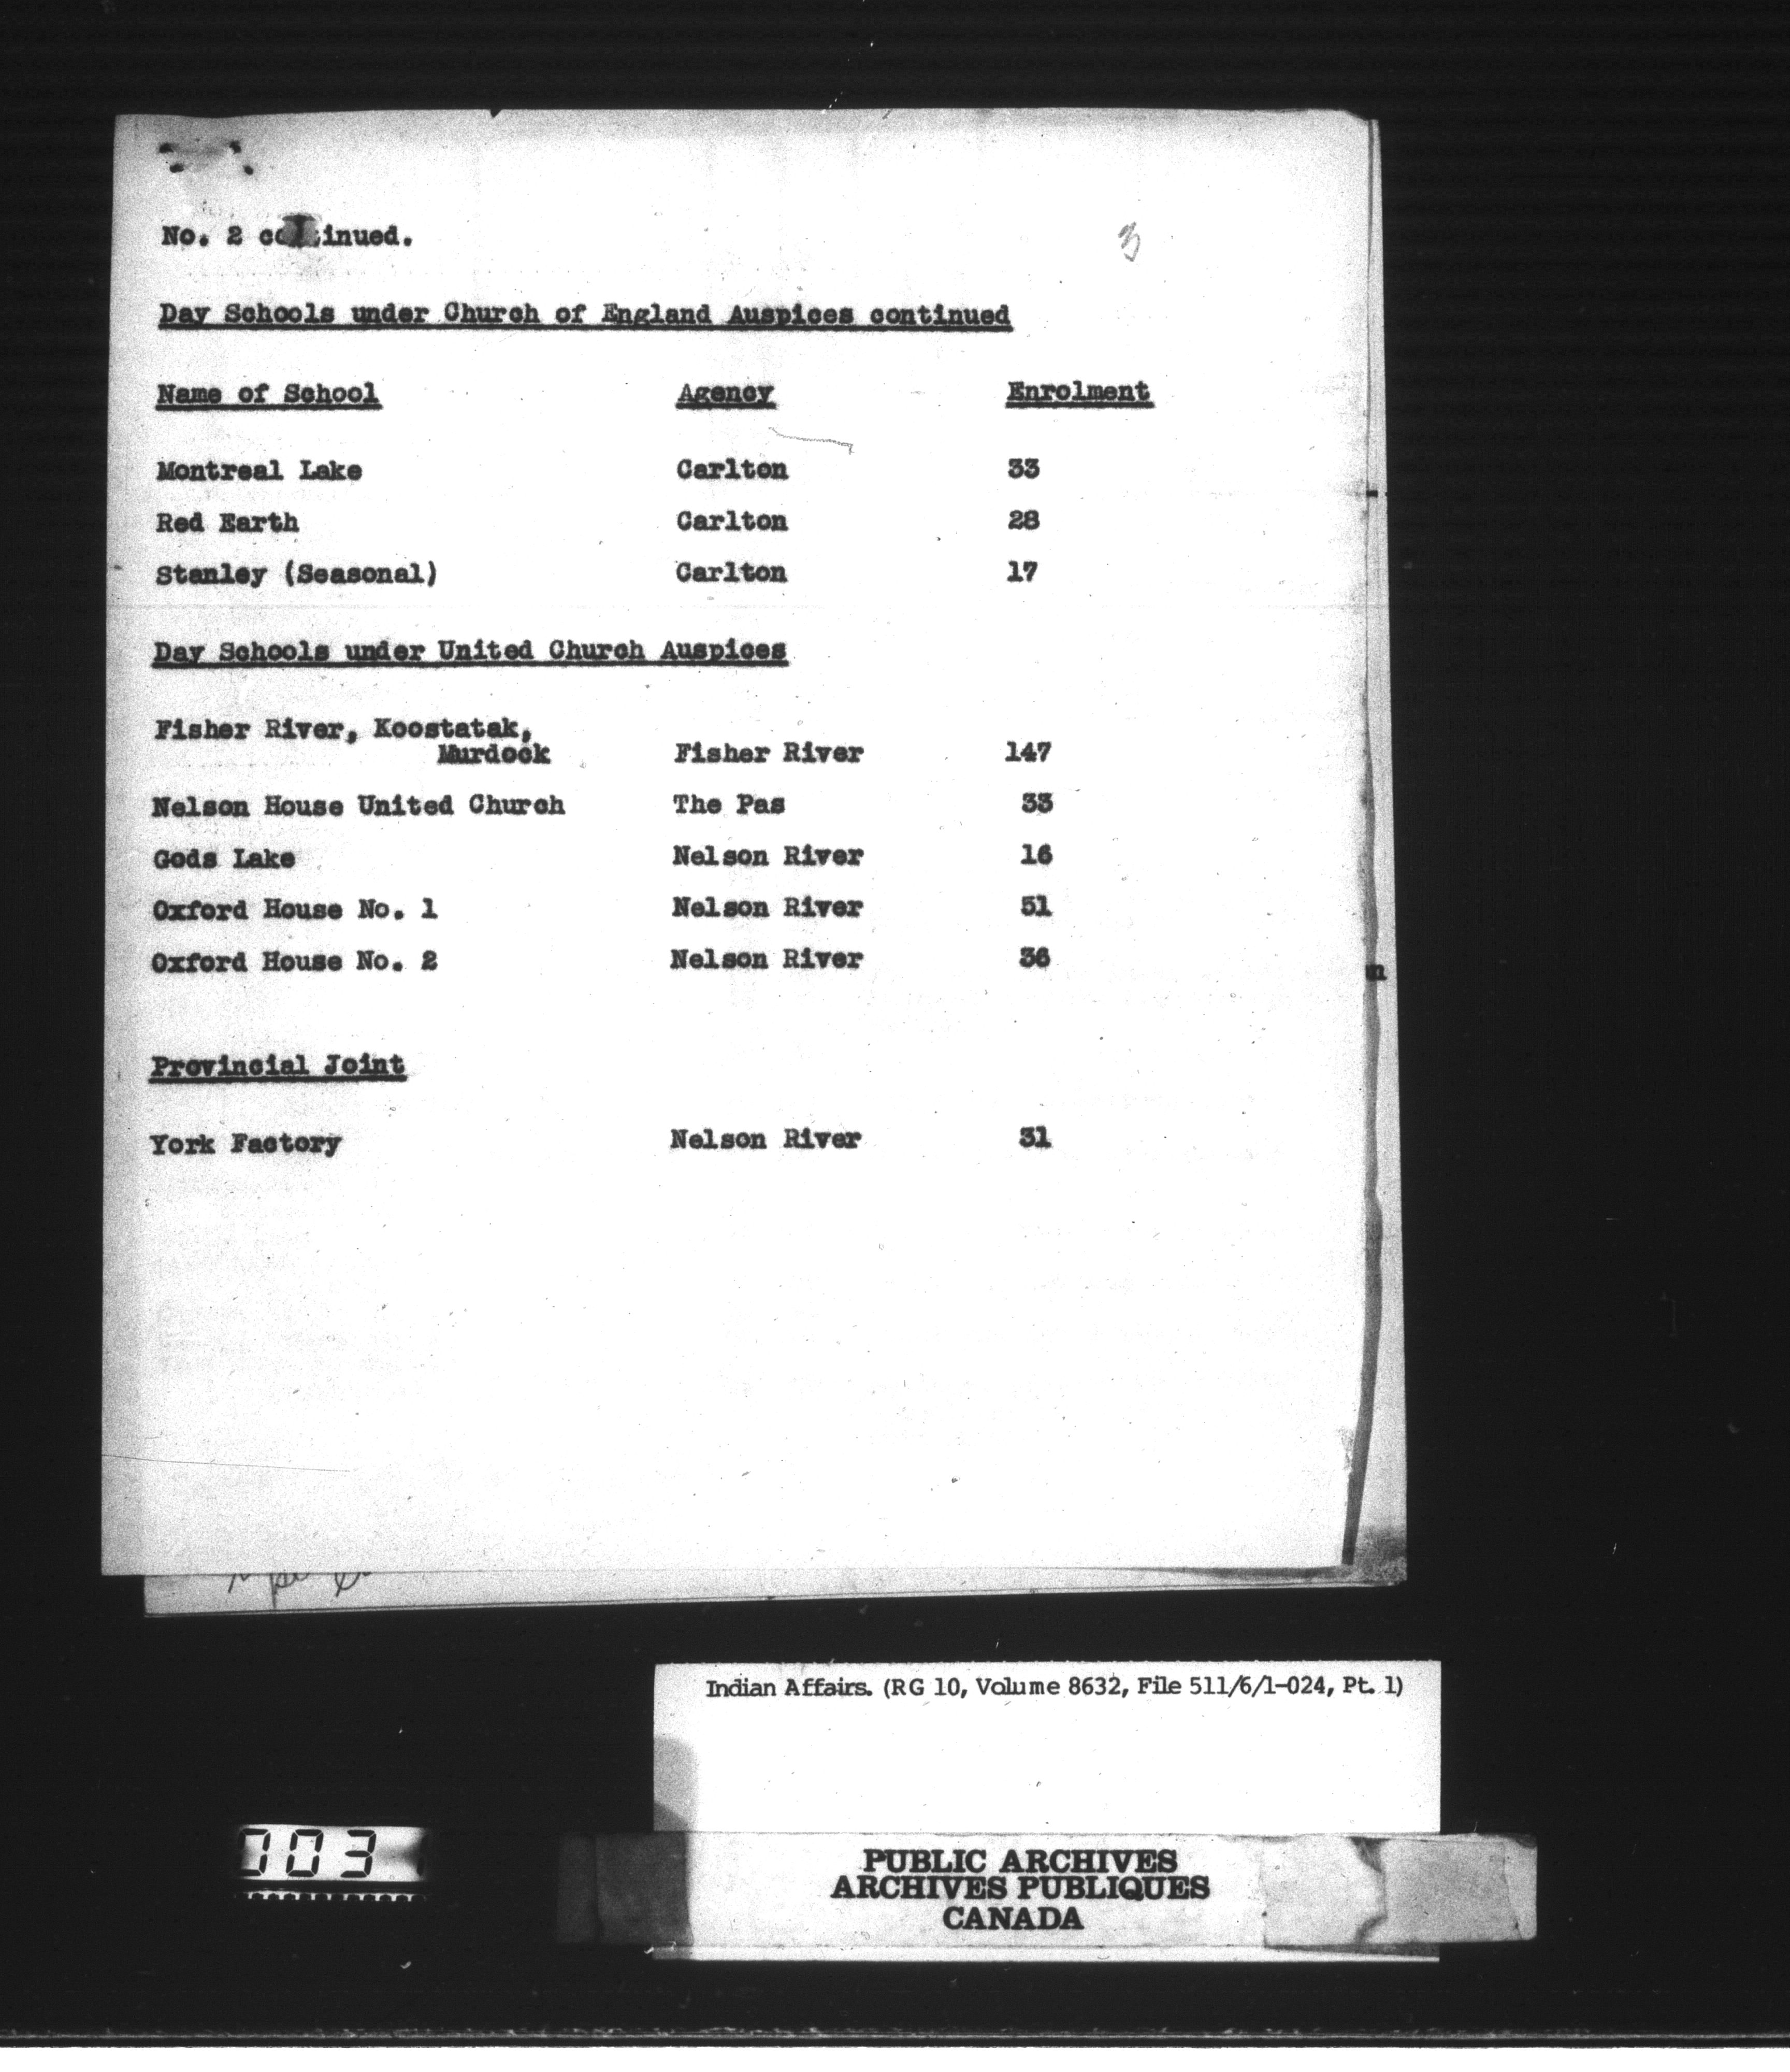 No. 2 continued.
3
Day Schools under Church of England Auspices continued
Name of School Agency Enrolment
Montreal Lake Carlton 33
Red Earth Carlton 28
Stanley (Seasonal) Carlton 17
Day Schools under United Church Auspices
Fisher River, Koostatak,
Murdock Fisher River 147
Nelson House United Church The Pas 33
Gods Lake Nelson River 16
Oxford House No. 1 Nelson River 51
Oxford House No. 2 Nelson River 36
Provincial Joint
York Factory Nelson River 31
Indian Affairs. (RG 10, Volume 8632, File 511/6/1-024, Pt. 1)
003
PUBLIC ARCHIVES
ARCHIVES PUBLIQUES
CANADA